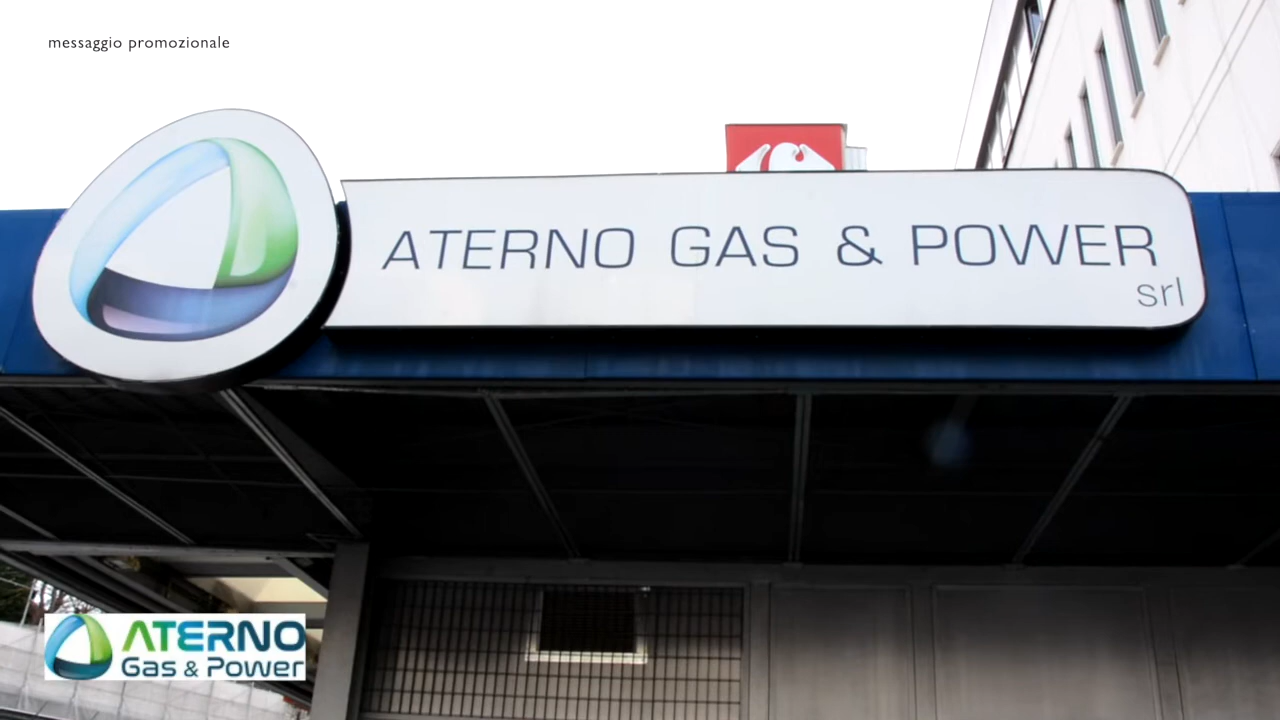 messaggio promozionale
ATERNO GAS & POWER
srl
ATERNO
Gas & Power